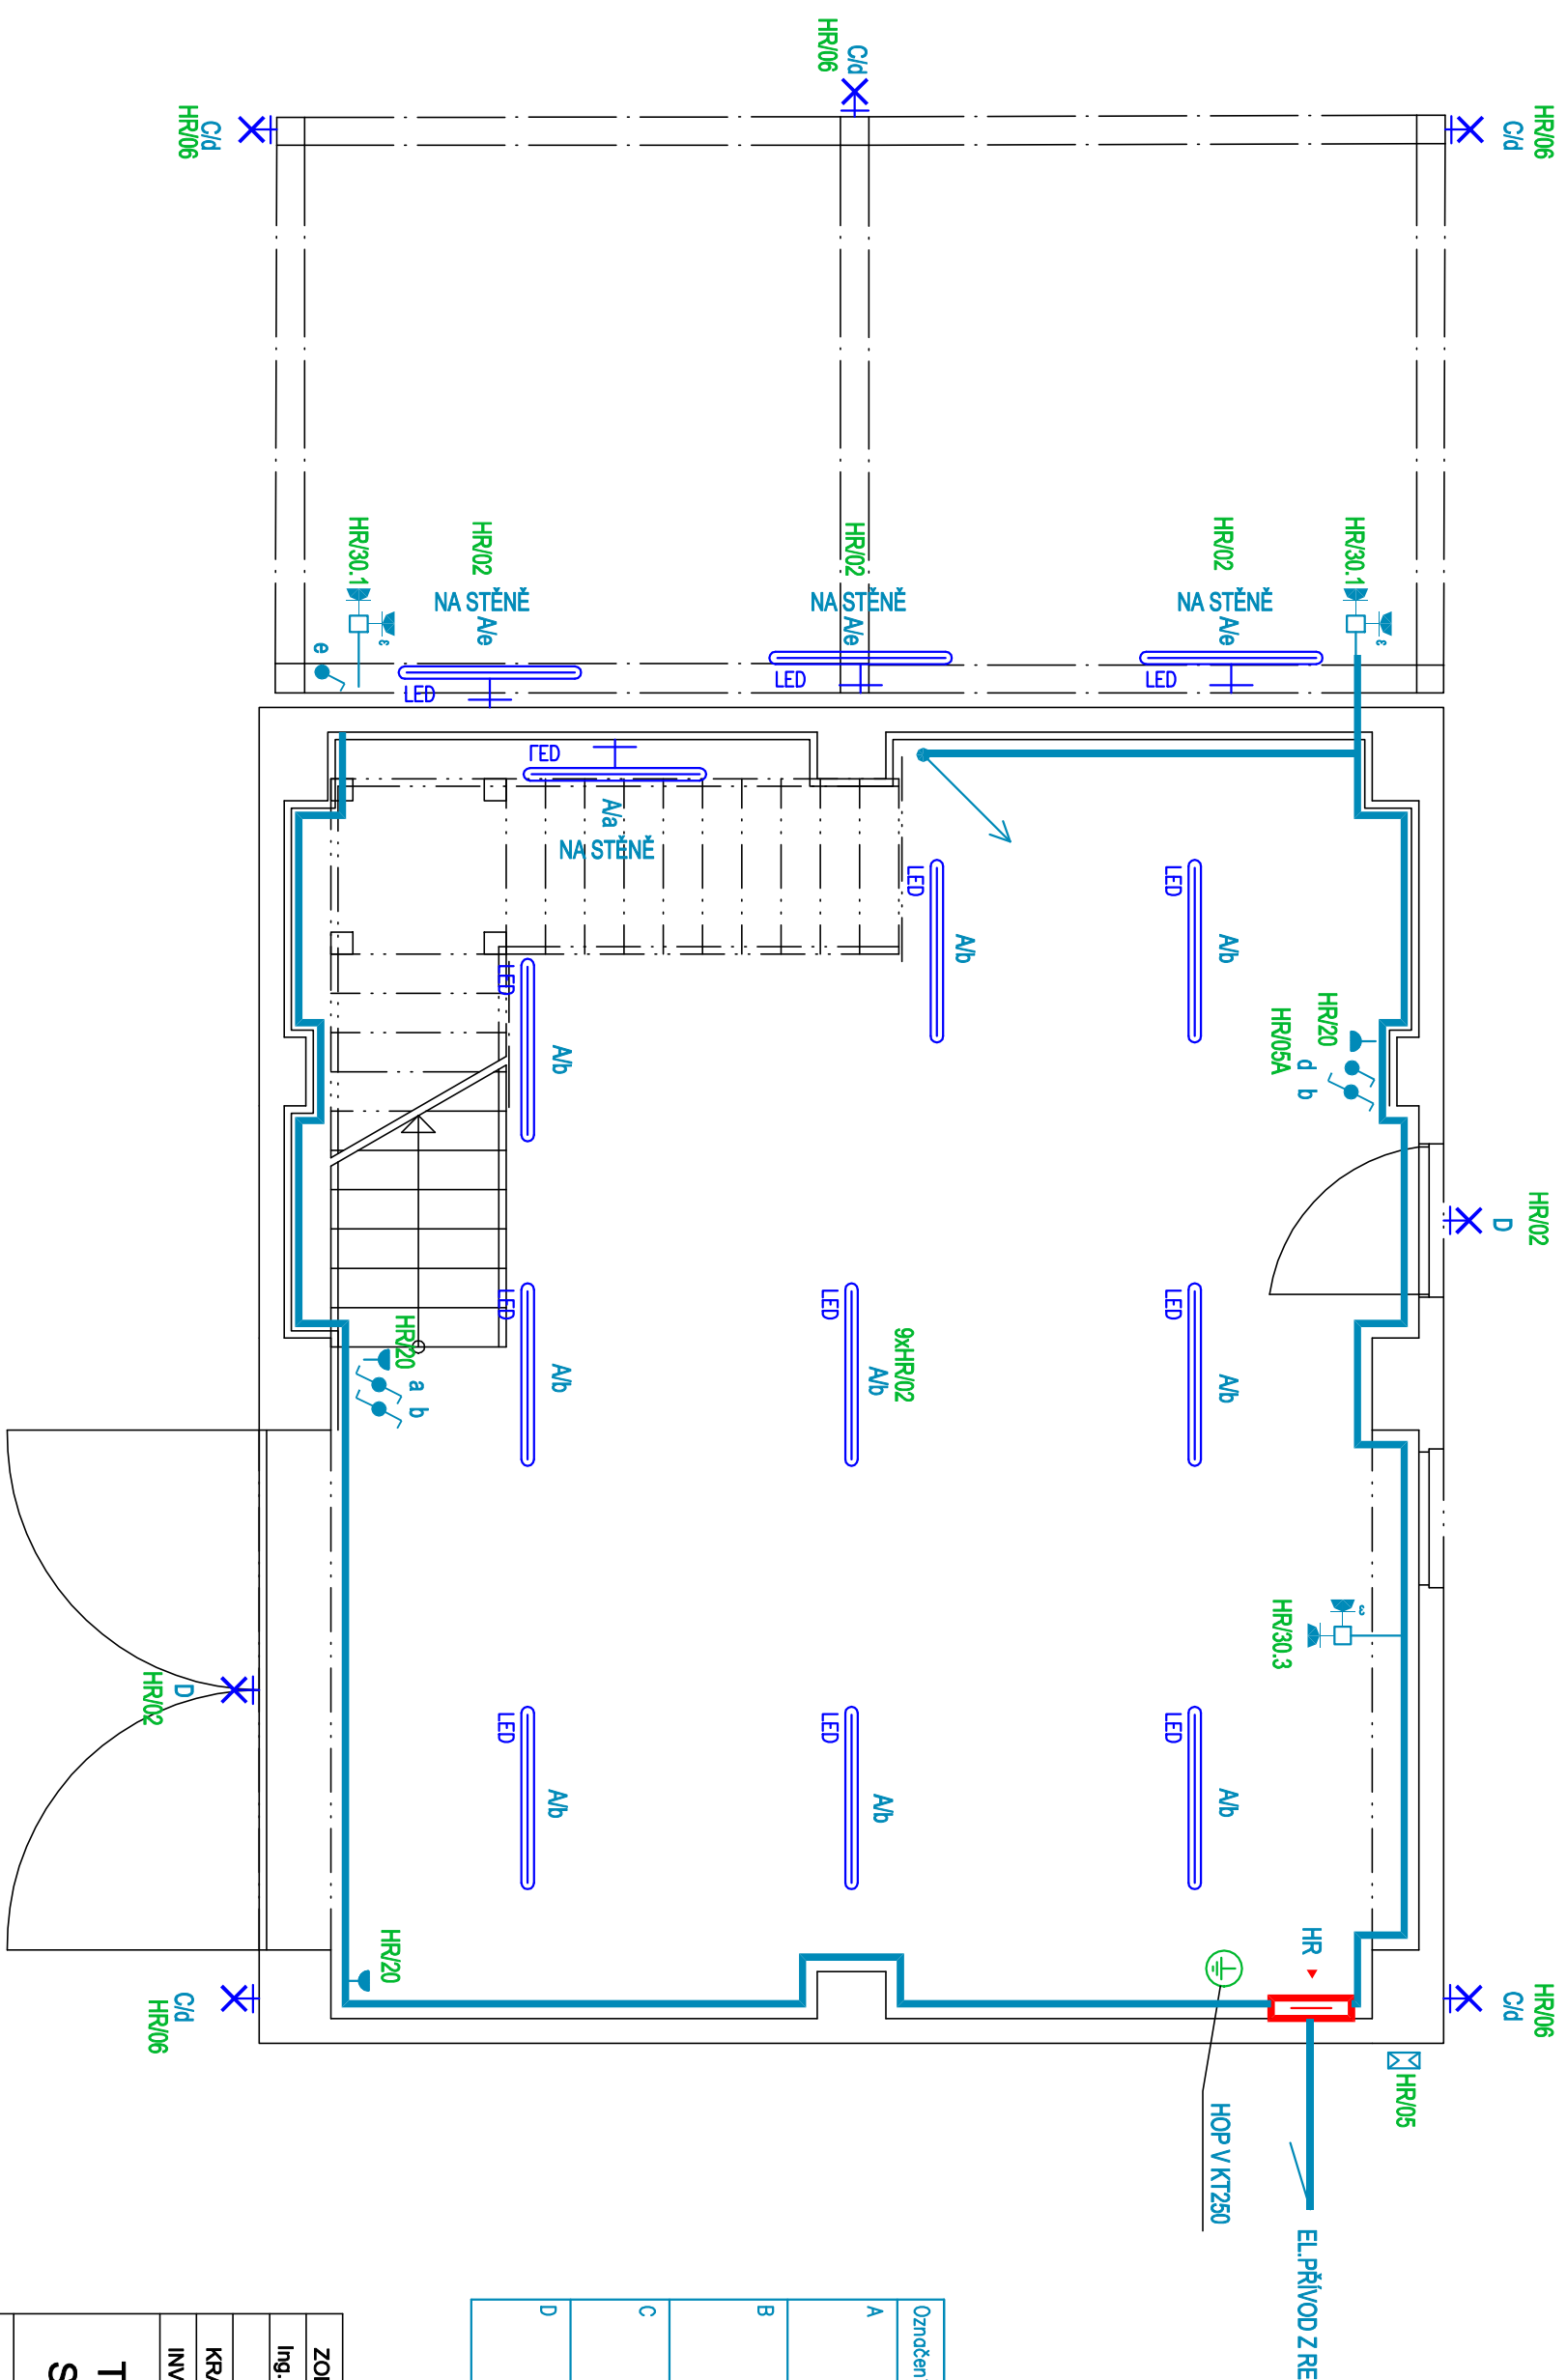 HR/06
C/d
C/d
HR/06
HR/06
C/d
HR/30.1
3
HR/02
NA STĚNĚ
A/e
LED
HR/02
NA STĚNĚ
A/e
LED
HR/02
NA STĚNĚ
A/e
LED
HR/30.1
3
e
LED
A/a
NA STĚNĚ
LED
A/b
LED
A/b
LED
A/b
HR/20
HR/05A
d b
HR/02
D
LED
A/b
9xHR/02
LED
A/b
LED
A/b
HR/20
a b
3
HR/30.3
LED
A/b
LED
A/b
LED
A/b
D
HR/02
HR
HR/20
HR/06
C/d
C/d
HR/06
HR/05
HOP V KT250
EL.PŘÍVOD Z RE
Označen
A
B
C
D
ZO
Ing.
KR
INV
T
S